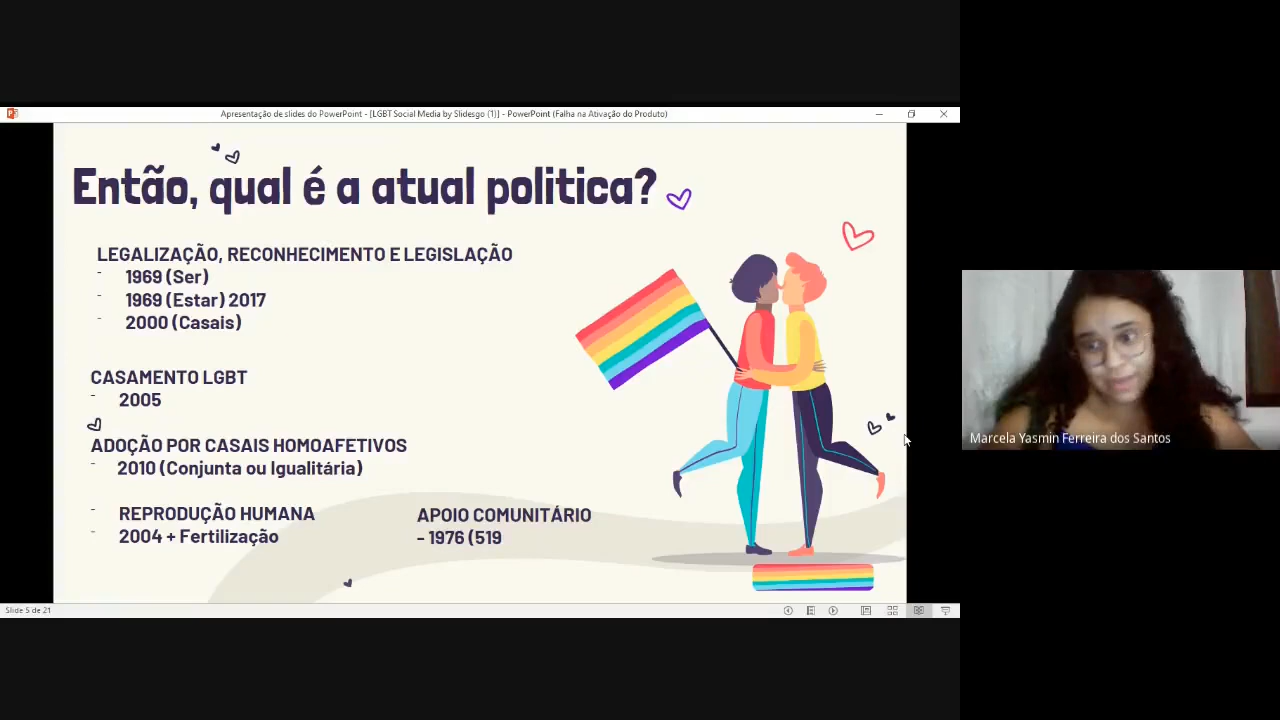 Apresentação de slides do PowerPoint - [LGBT Social Media by Slidesgo (1)] - PowerPoint (Falha na Ativação do Produto)
Então, qual é a atual politica?
LEGALIZAÇÃO, RECONHECIMENTO E LEGISLAÇÃO
- 1969 (Ser)
- 1969 (Estar) 2017
- 2000 (Casais)
CASAMENTO LGBT
- 2005
ADOÇÃO POR CASAIS HOMOAFETIVOS
- 2010 (Conjunta ou Igualitária)
- REPRODUÇÃO HUMANA
- 2004 + Fertilização
APOIO COMUNITÁRIO
- 1976 (519
Marcela Yasmin Ferreira dos Santos
Slide 5 de 21